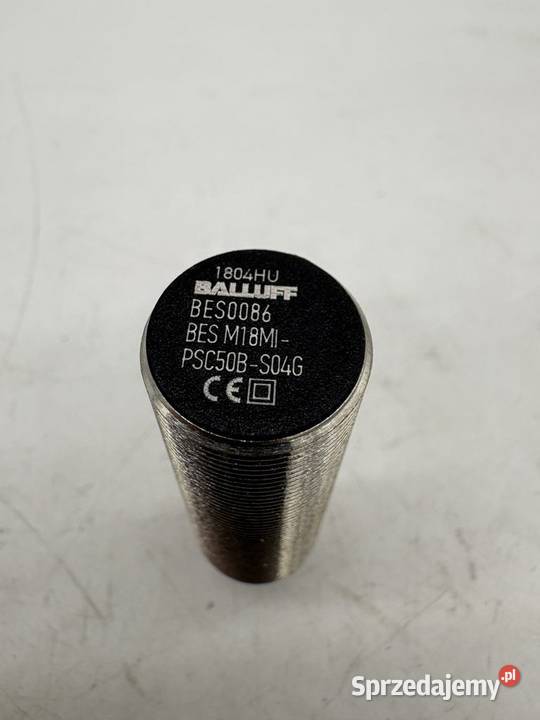 1804HU
BALLUFF
BES0086
BES M18MI-
PSC50B-S04G
CE
Sprzedajemy.pl